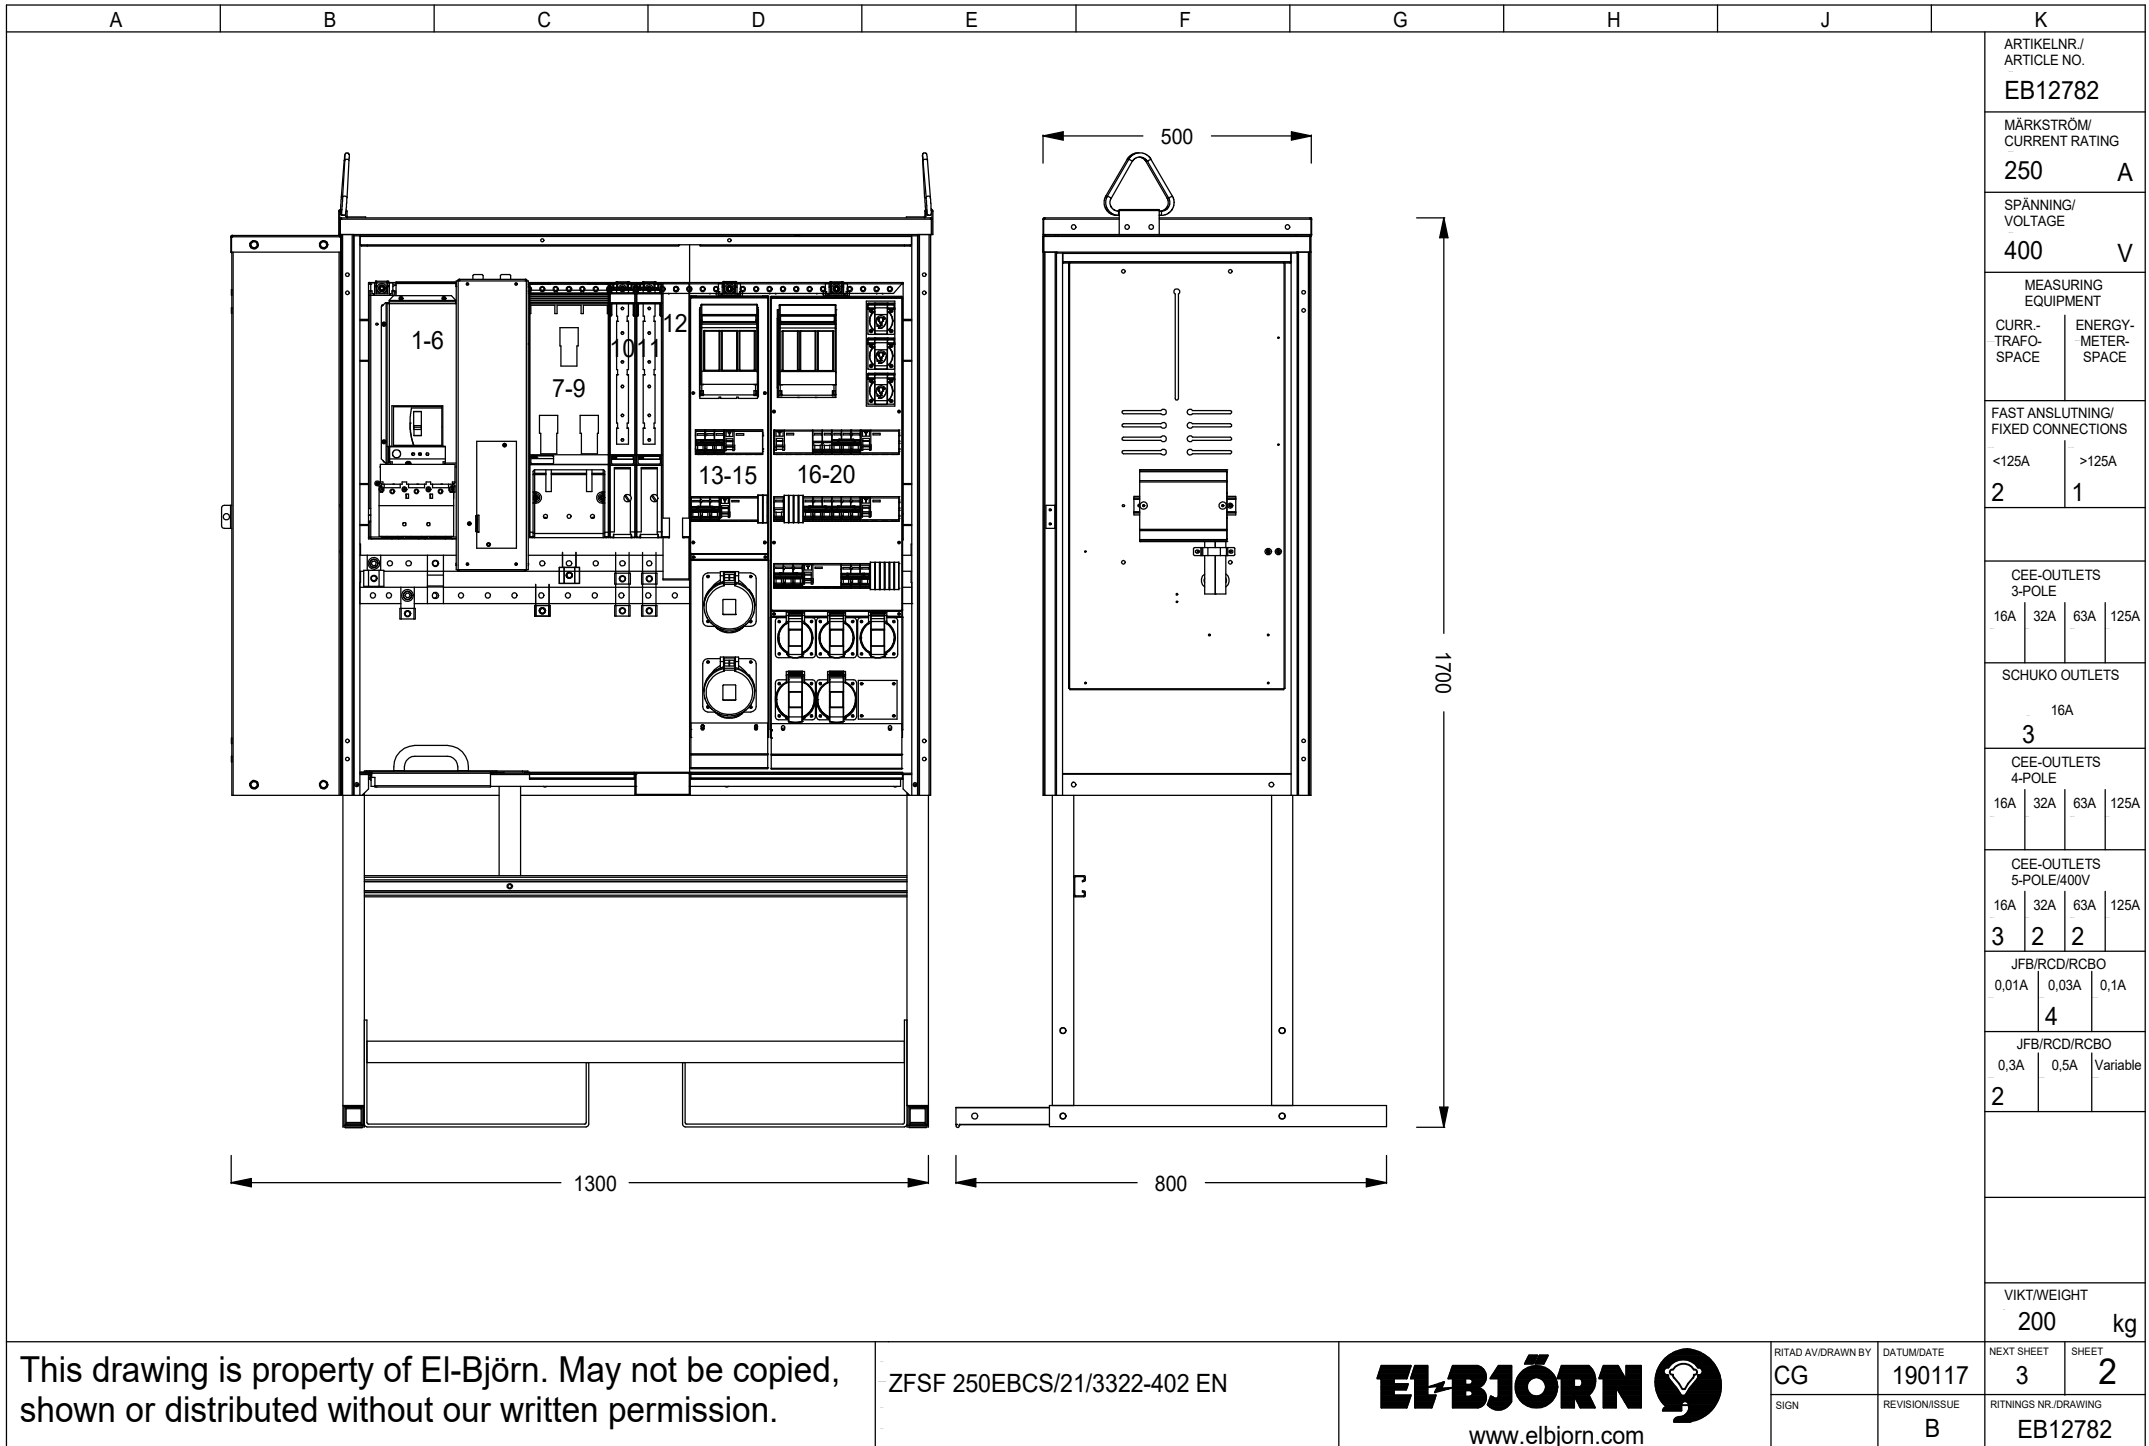 A B C D E F G H J K
ARTIKELNR./
ARTICLE NO.
EB12782
MÄRKSTRÖM/
CURRENT RATING
250 A
SPÄNNING/
VOLTAGE
400 V
MEASURING
EQUIPMENT
CURR.-
TRAFO-
SPACE
ENERGY-
METER-
SPACE
FAST ANSLUTNING/
FIXED CONNECTIONS
<125A >125A
2 1
CEE-OUTLETS
3-POLE
16A 32A 63A 125A
SCHUKO OUTLETS
16A
3
CEE-OUTLETS
4-POLE
16A 32A 63A 125A
CEE-OUTLETS
5-POLE/400V
16A 32A 63A 125A
3 2 2
JFB/RCD/RCBO
0,01A 0,03A 0,1A
4
JFB/RCD/RCBO
0,3A 0,5A Variable
2
VIKT/WEIGHT
200 kg
500
1-6
7-9
10
11
12
13-15
16-20
1700
1300
800
This drawing is property of El-Björn. May not be copied,
shown or distributed without our written permission.
ZFSF 250EBCS/21/3322-402 EN
EL-BJÖRN
www.elbjorn.com
RITAD AV/DRAWN BY
CG
DATUM/DATE
190117
NEXT SHEET
3
SHEET
2
SIGN
REVISION/ISSUE
B
RITNINGS NR./DRAWING
EB12782